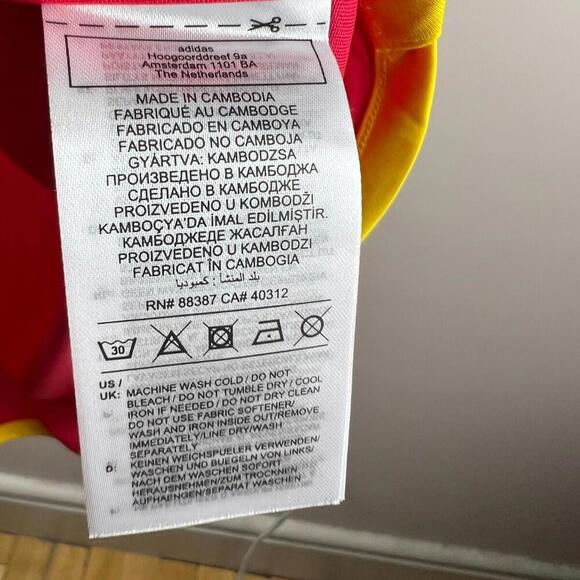 adidas
Hoogoorddreef 9a
Amsterdam 1101 BA
The Netherlands
MADE IN CAMBODIA
FABRIQUÉ AU CAMBODGE
FABRICADO EN CAMBOYA
FABRICADO NO CAMBOJA
GYÁRTVA: KAMBODZSA
ПРОИЗВЕДЕНО В КАМБОДЖА
СДЕЛАНО В КАМБОДЖЕ
PROIZVEDENO U KOMBODŽI
KAMBOÇYA'DA İMAL EDİLMİŞTİR.
КАМБОДЖЕДЕ ЖАСАЛҒАН
PROIZVEDENO U KAMBODZI
FABRICAT ÎN CAMBOGIA
بلد المنشأ : كمبوديا
RN# 88387 CA# 40312
30
US /
UK: MACHINE WASH COLD / DO NOT
BLEACH / DO NOT TUMBLE DRY / COOL
IRON IF NEEDED / DO NOT DRY CLEAN
DO NOT USE FABRIC SOFTENER/
WASH AND IRON INSIDE OUT/REMOVE
IMMEDIATELY/LINE DRY/WASH
SEPARATELY
D: KEINEN WEICHSPUELER VERWENDEN/
WASCHEN UND BUEGELN VON LINKS/
NACH DEM WASCHEN SOFORT
HERAUSNEHMEN/ZUM TROCKNEN
AUFHAENGEN/SEPARAT WASCHEN